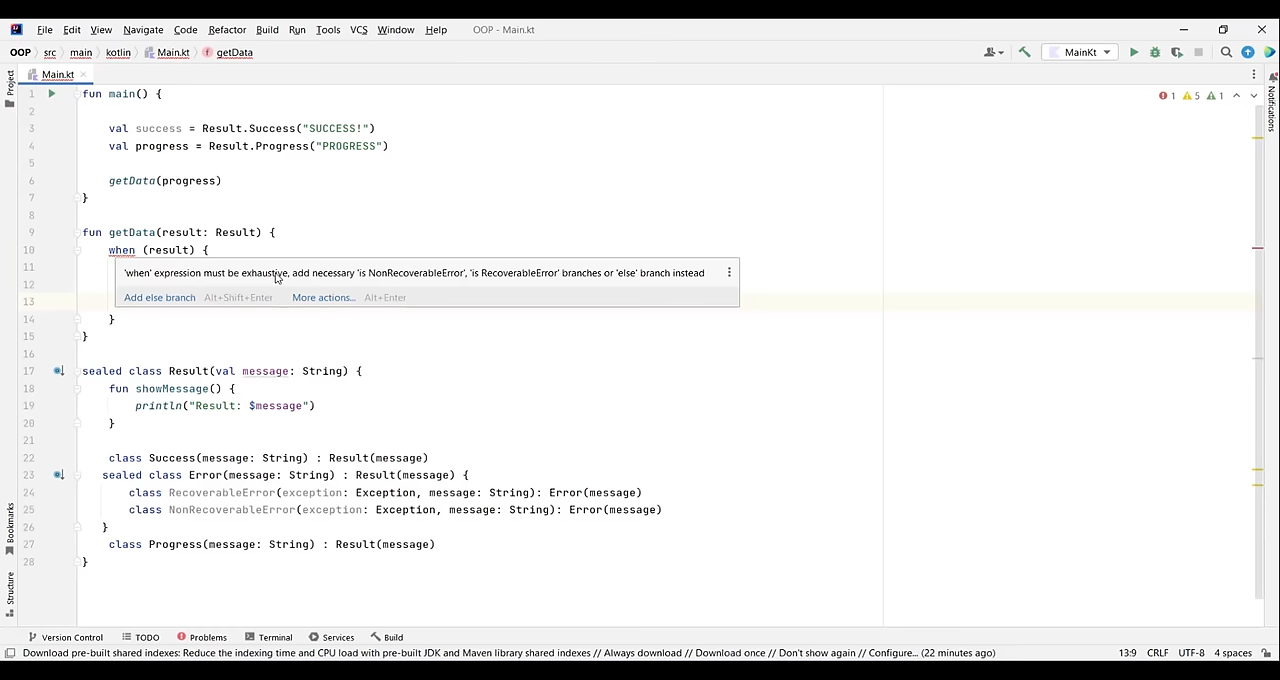 File Edit View Navigate Code Refactor Build Run Tools VCS Window Help OOP - Main.kt
OOP src main kotlin Main.kt getData MainKt
Project
Main.kt
Notifications
1 5 1
1 fun main() {
2
3 val success = Result.Success("SUCCESS!")
4 val progress = Result.Progress("PROGRESS")
5
6 getData(progress)
7 }
8
9 fun getData(result: Result) {
10 when (result) {
11
'when' expression must be exhaustive, add necessary 'is NonRecoverableError', 'is RecoverableError' branches or 'else' branch instead
12
Add else branch Alt+Shift+Enter More actions... Alt+Enter
13
14 }
15 }
16
17 sealed class Result(val message: String) {
18 fun showMessage() {
19 println("Result: $message")
20 }
21
22 class Success(message: String) : Result(message)
23 sealed class Error(message: String) : Result(message) {
24 class RecoverableError(exception: Exception, message: String): Error(message)
25 class NonRecoverableError(exception: Exception, message: String): Error(message)
26 }
27 class Progress(message: String) : Result(message)
28 }
Bookmarks
Structure
Version Control TODO Problems Terminal Services Build
Download pre-built shared indexes: Reduce the indexing time and CPU load with pre-built JDK and Maven library shared indexes // Always download // Download once // Don't show again // Configure... (22 minutes ago) 13:9 CRLF UTF-8 4 spaces